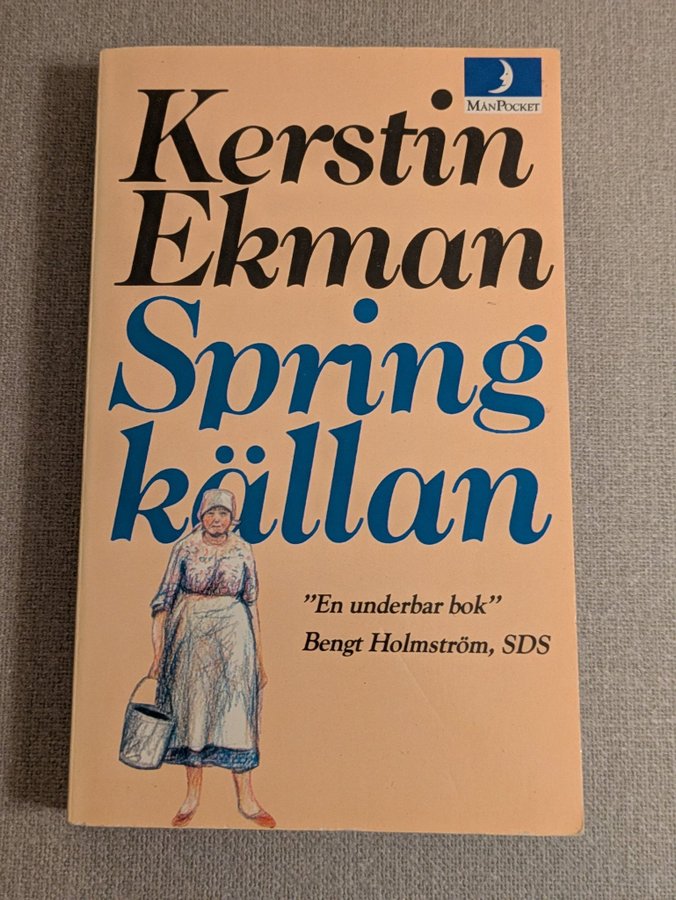 MÅNPOCKET
Kerstin
Ekman
Spring
källan
”En underbar bok”
Bengt Holmström, SDS